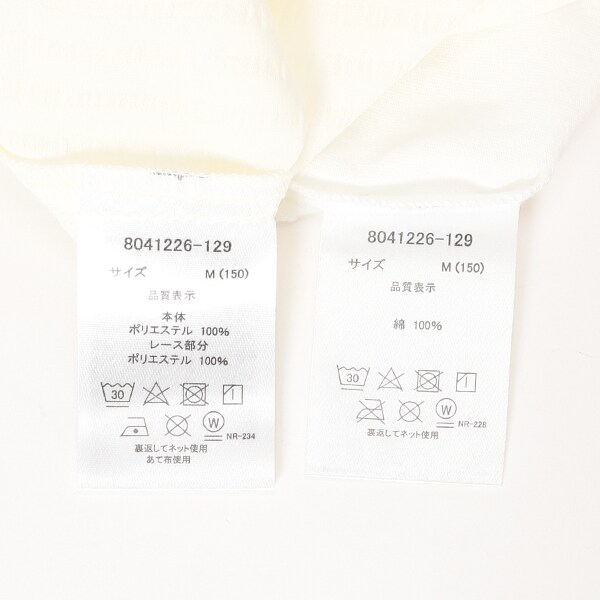 8041226-129
サイズ M(150)
品質表示
本体
ポリエステル 100%
レース部分
ポリエステル 100%
30
W
NR-234
裏返してネット使用
あて布使用
8041226-129
サイズ M(150)
品質表示
綿 100%
30
W
NR-228
裏返してネット使用